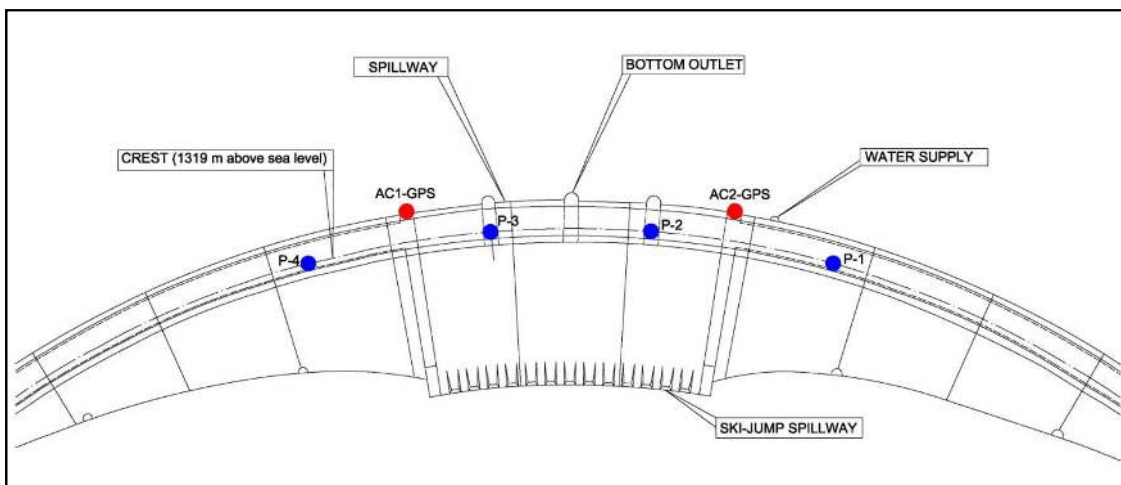 SPILLWAY
BOTTOM OUTLET
CREST (1319 m above sea level)
WATER SUPPLY
AC1-GPS
AC2-GPS
P-3
P-2
P-4
P-1
SKI-JUMP SPILLWAY